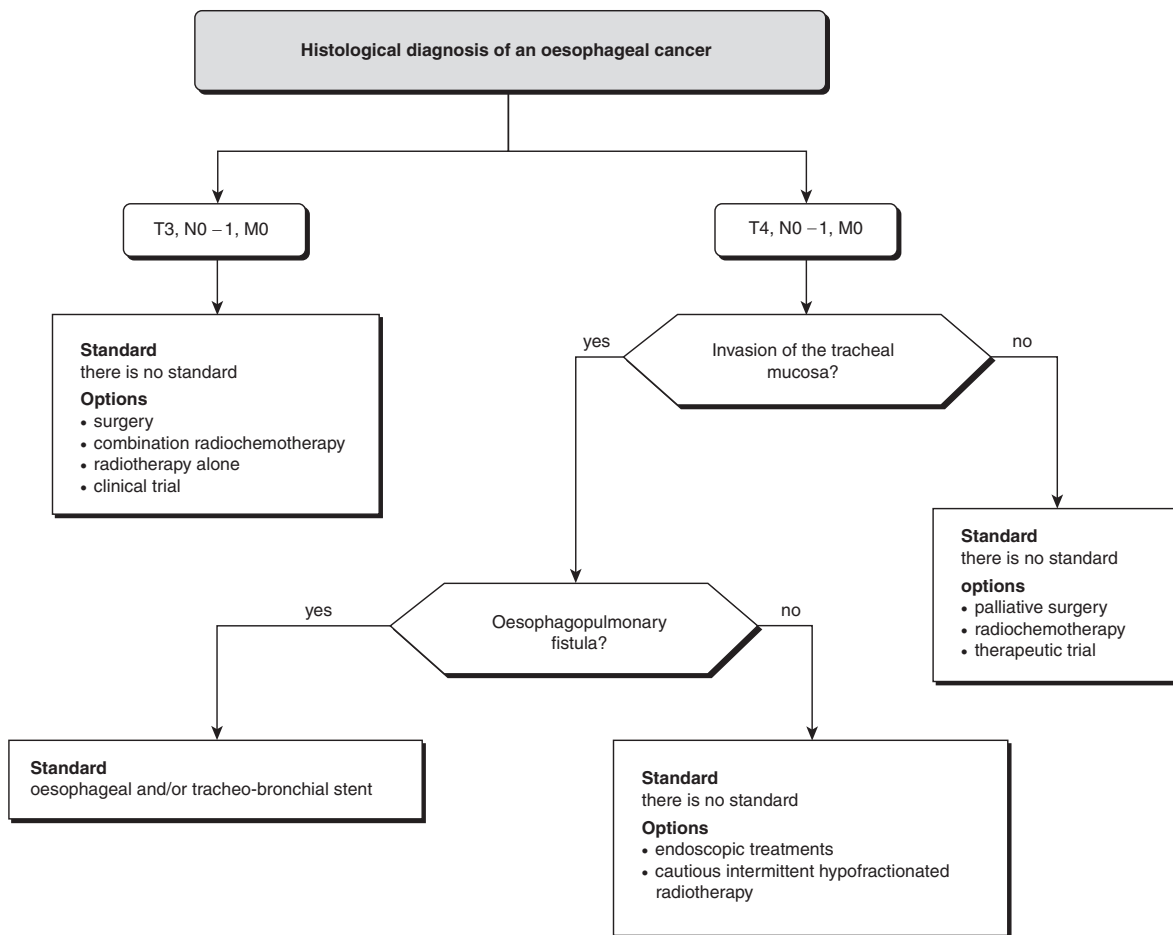 Histological diagnosis of an oesophageal cancer
T3, N0 – 1, M0
T4, N0 – 1, M0
Standard
there is no standard
Options
• surgery
• combination radiochemotherapy
• radiotherapy alone
• clinical trial
yes
Invasion of the tracheal
mucosa?
no
Standard
there is no standard
options
• palliative surgery
• radiochemotherapy
• therapeutic trial
yes
Oesophagopulmonary
fistula?
no
Standard
oesophageal and/or tracheo-bronchial stent
Standard
there is no standard
Options
• endoscopic treatments
• cautious intermittent hypofractionated
radiotherapy